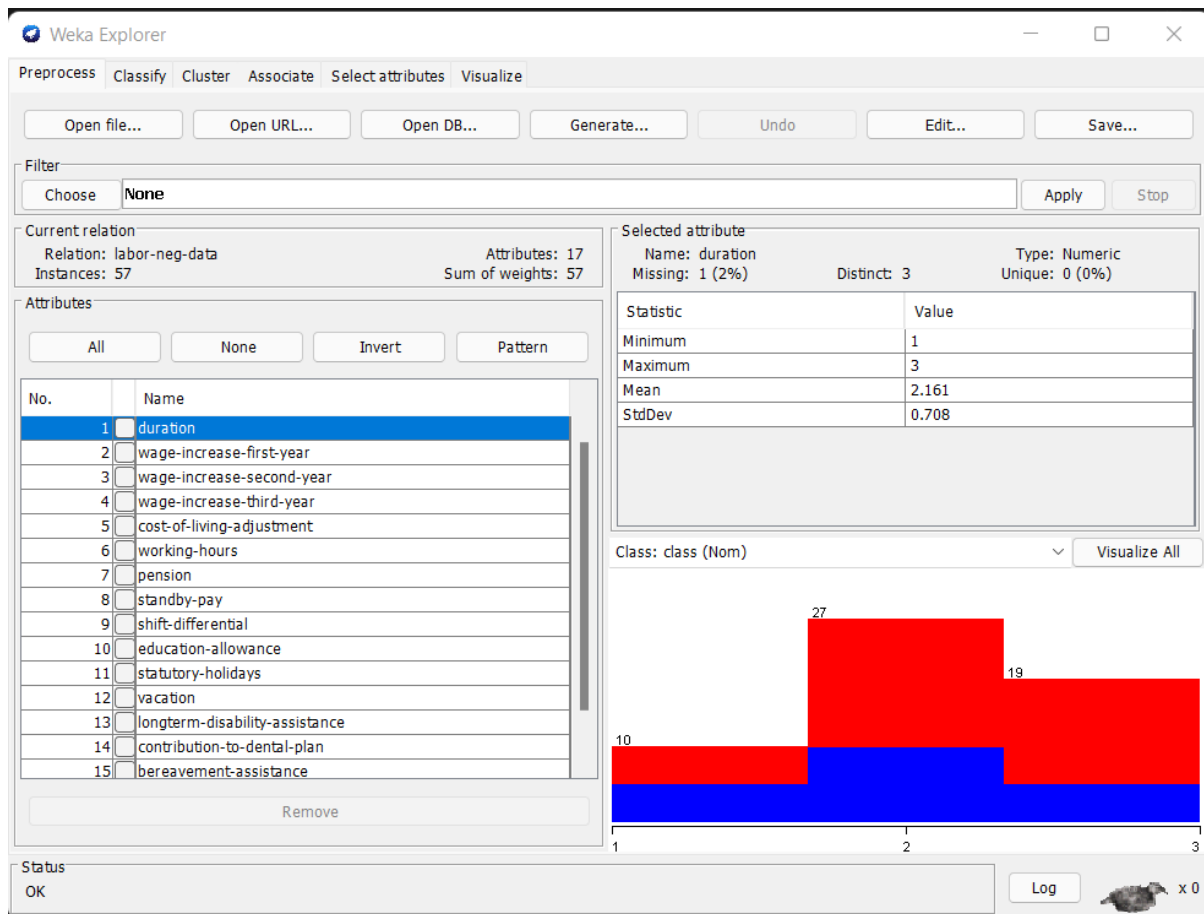 Weka Explorer
Preprocess Classify Cluster Associate Select attributes Visualize
Open file... Open URL... Open DB... Generate... Undo Edit... Save...
Filter
Choose None Apply Stop
Current relation
Relation: labor-neg-data Attributes: 17
Instances: 57 Sum of weights: 57
Attributes
All None Invert Pattern
No. Name
1 duration
2 wage-increase-first-year
3 wage-increase-second-year
4 wage-increase-third-year
5 cost-of-living-adjustment
6 working-hours
7 pension
8 standby-pay
9 shift-differential
10 education-allowance
11 statutory-holidays
12 vacation
13 longterm-disability-assistance
14 contribution-to-dental-plan
15 bereavement-assistance
Remove
Selected attribute
Name: duration Type: Numeric
Missing: 1 (2%) Distinct: 3 Unique: 0 (0%)
Statistic Value
Minimum 1
Maximum 3
Mean 2.161
StdDev 0.708
Class: class (Nom) Visualize All
27
19
10
1 2 3
Status
OK
Log x 0